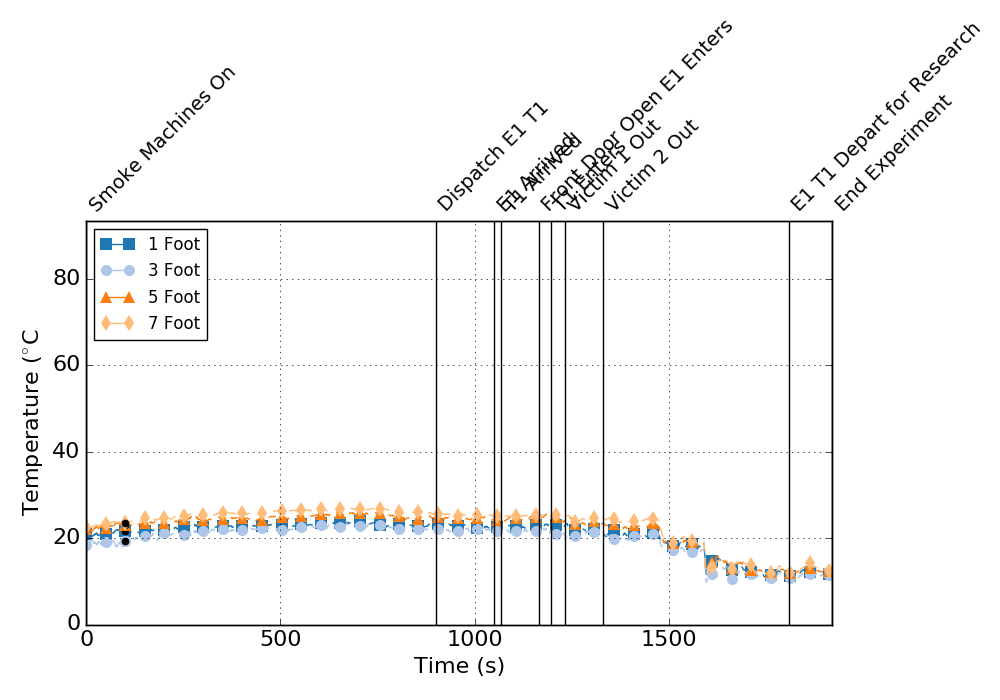 Smoke Machines On
Dispatch E1 T1
E1 Arrived
T1 Arrived
Front Door Open E1 Enters
T1 Enters
Victim 1 Out
Victim 2 Out
E1 T1 Depart for Research
End Experiment
1 Foot
3 Foot
5 Foot
7 Foot
80
60
40
20
0
Temperature (°C
0 500 1000 1500
Time (s)